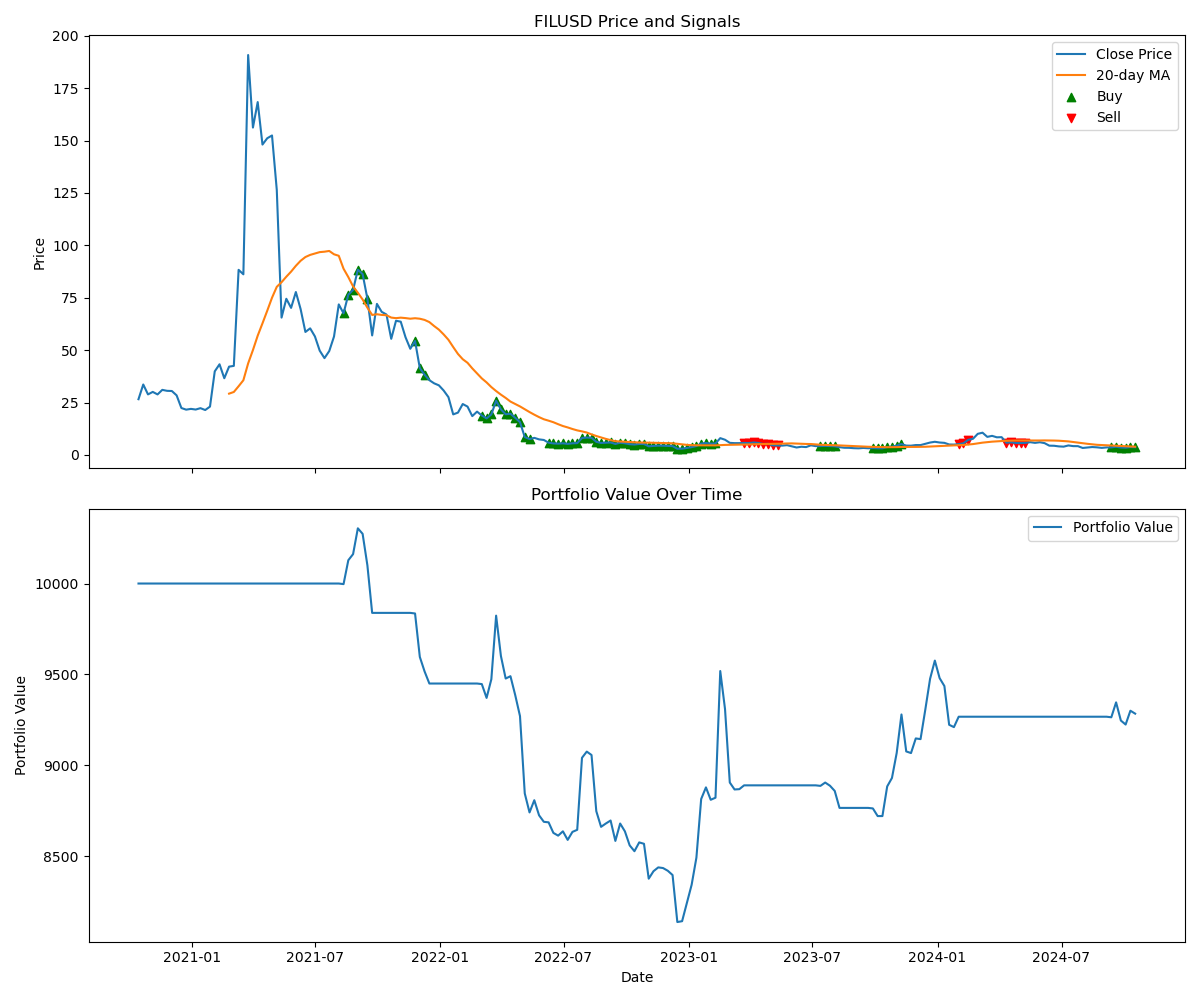 FILUSD Price and Signals
200
175
150
125
100
75
50
25
0
Price
Close Price
20-day MA
Buy
Sell
Portfolio Value Over Time
10000
9500
9000
8500
Portfolio Value
Portfolio Value
2021-01
2021-07
2022-01
2022-07
2023-01
2023-07
2024-01
2024-07
Date